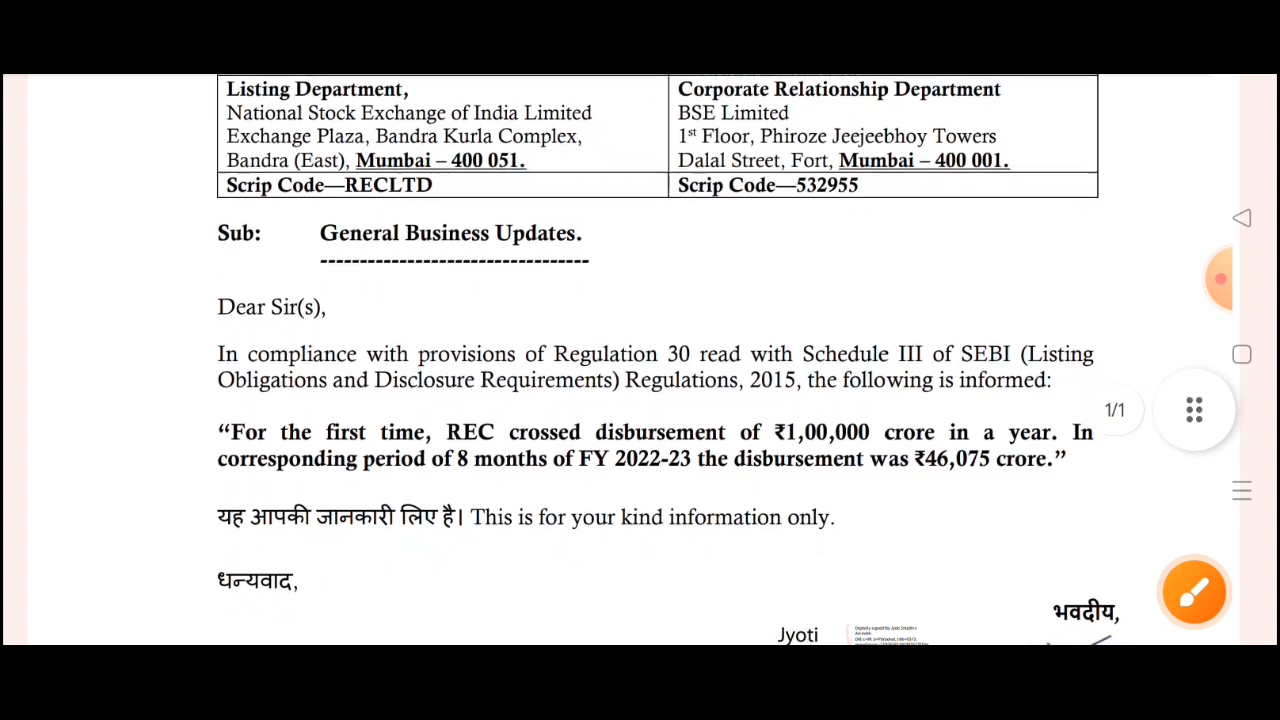 Listing Department,
National Stock Exchange of India Limited
Exchange Plaza, Bandra Kurla Complex,
Bandra (East), Mumbai – 400 051.
Scrip Code—RECLTD
Corporate Relationship Department
BSE Limited
1st Floor, Phiroze Jeejeebhoy Towers
Dalal Street, Fort, Mumbai – 400 001.
Scrip Code—532955
Sub: General Business Updates.
---------------------------------
Dear Sir(s),
In compliance with provisions of Regulation 30 read with Schedule III of SEBI (Listing
Obligations and Disclosure Requirements) Regulations, 2015, the following is informed:
1/1
“For the first time, REC crossed disbursement of ₹1,00,000 crore in a year. In
corresponding period of 8 months of FY 2022-23 the disbursement was ₹46,075 crore.”
यह आपकी जानकारी लिए है। This is for your kind information only.
धन्यवाद,
भवदीय,
Jyoti